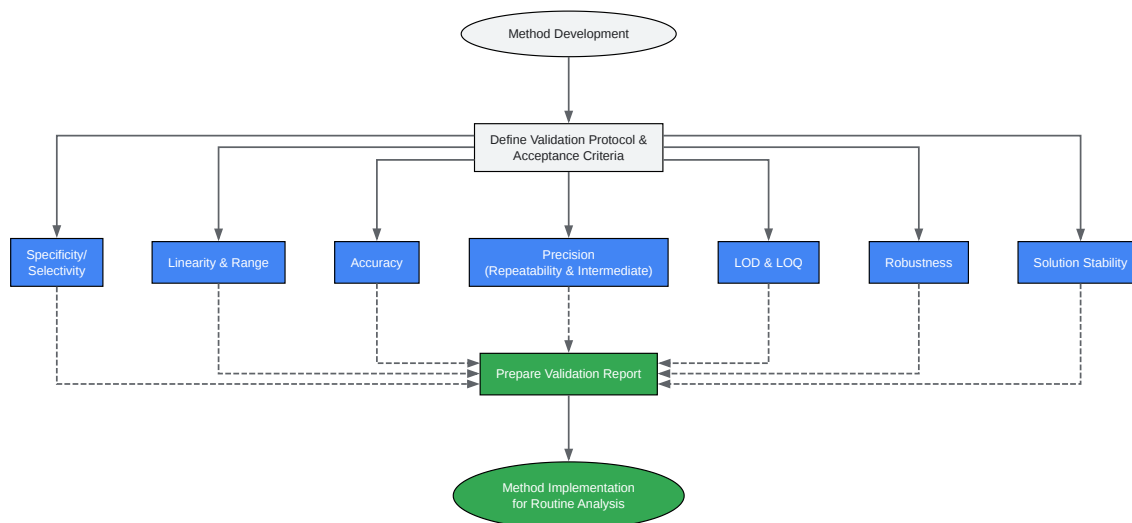 Method Development
Define Validation Protocol &
Acceptance Criteria
Specificity/
Selectivity
Linearity & Range
Accuracy
Precision
(Repeatability & Intermediate)
LOD & LOQ
Robustness
Solution Stability
Prepare Validation Report
Method Implementation
for Routine Analysis